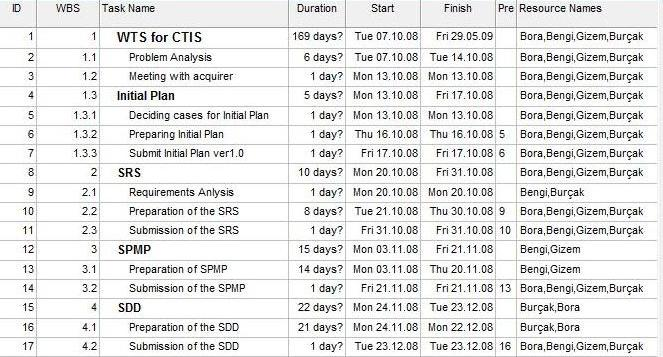 ID WBS Task Name Duration Start Finish Pre Resource Names
1 1 WTS for CTIS 169 days? Tue 07.10.08 Fri 29.05.09 Bora,Bengi,Gizem,Burçak
2 1.1 Problem Analysis 6 days? Tue 07.10.08 Tue 14.10.08 Bora,Bengi,Gizem,Burçak
3 1.2 Meeting with acquirer 1 day? Mon 13.10.08 Mon 13.10.08 Bora,Bengi,Gizem,Burçak
4 1.3 Initial Plan 5 days? Mon 13.10.08 Fri 17.10.08 Bora,Bengi,Gizem,Burçak
5 1.3.1 Deciding cases for Initial Plan 1 day? Mon 13.10.08 Mon 13.10.08 Bora,Bengi,Gizem,Burçak
6 1.3.2 Preparing Initial Plan 1 day? Thu 16.10.08 Thu 16.10.08 5 Bora,Bengi,Gizem,Burçak
7 1.3.3 Submit Initial Plan ver1.0 1 day? Fri 17.10.08 Fri 17.10.08 6 Bora,Bengi,Gizem,Burçak
8 2 SRS 10 days? Mon 20.10.08 Fri 31.10.08 Bora,Bengi,Gizem,Burçak
9 2.1 Requirements Anlysis 1 day? Mon 20.10.08 Mon 20.10.08 Bengi,Burçak
10 2.2 Preparation of the SRS 8 days? Tue 21.10.08 Thu 30.10.08 9 Bora,Bengi,Gizem,Burçak
11 2.3 Submission of the SRS 1 day? Fri 31.10.08 Fri 31.10.08 10 Bora,Bengi,Gizem,Burçak
12 3 SPMP 15 days? Mon 03.11.08 Fri 21.11.08 Bengi,Gizem
13 3.1 Preparation of SPMP 14 days? Mon 03.11.08 Thu 20.11.08 Bengi,Gizem
14 3.2 Submission of the SPMP 1 day? Fri 21.11.08 Fri 21.11.08 13 Bora,Bengi,Gizem,Burçak
15 4 SDD 22 days? Mon 24.11.08 Tue 23.12.08 Burçak,Bora
16 4.1 Preparation of the SDD 21 days? Mon 24.11.08 Mon 22.12.08 Burçak,Bora
17 4.2 Submission of the SDD 1 day? Tue 23.12.08 Tue 23.12.08 16 Bora,Bengi,Gizem,Burçak